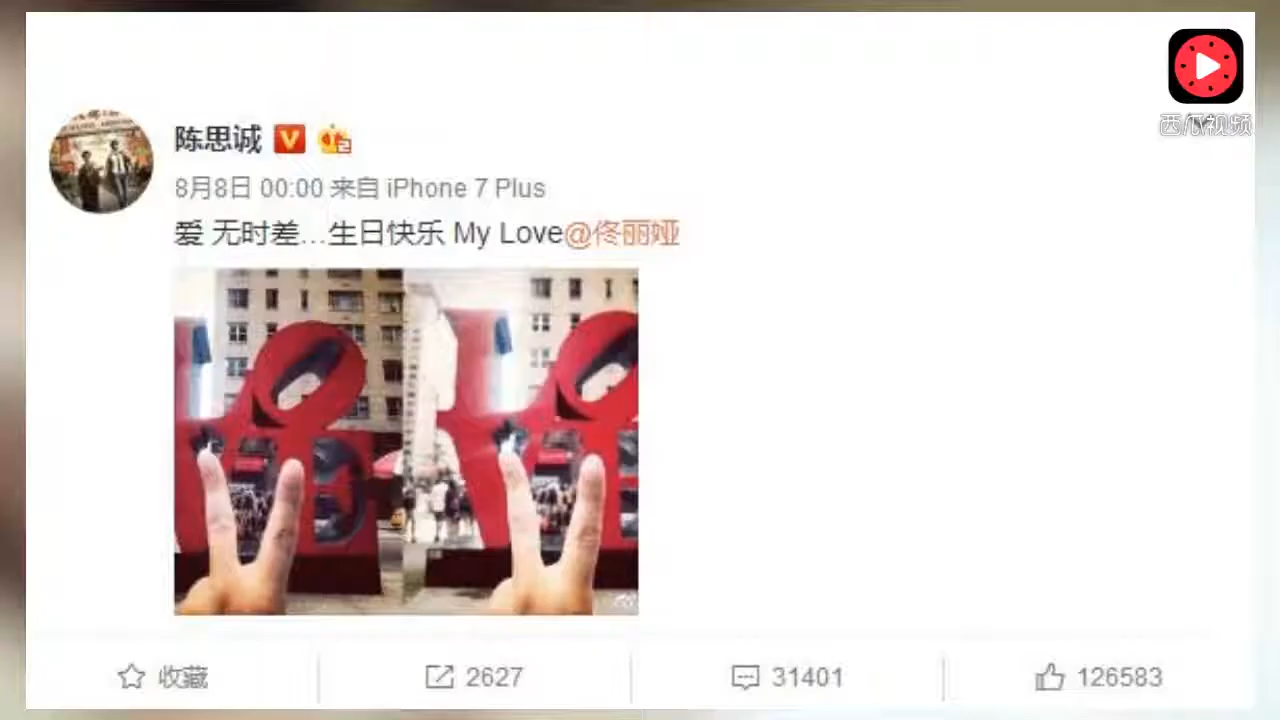 西瓜视频
陈思诚
8月8日 00:00 来自 iPhone 7 Plus
爱 无时差...生日快乐 My Love@佟丽娅
收藏
2627
31401
126583